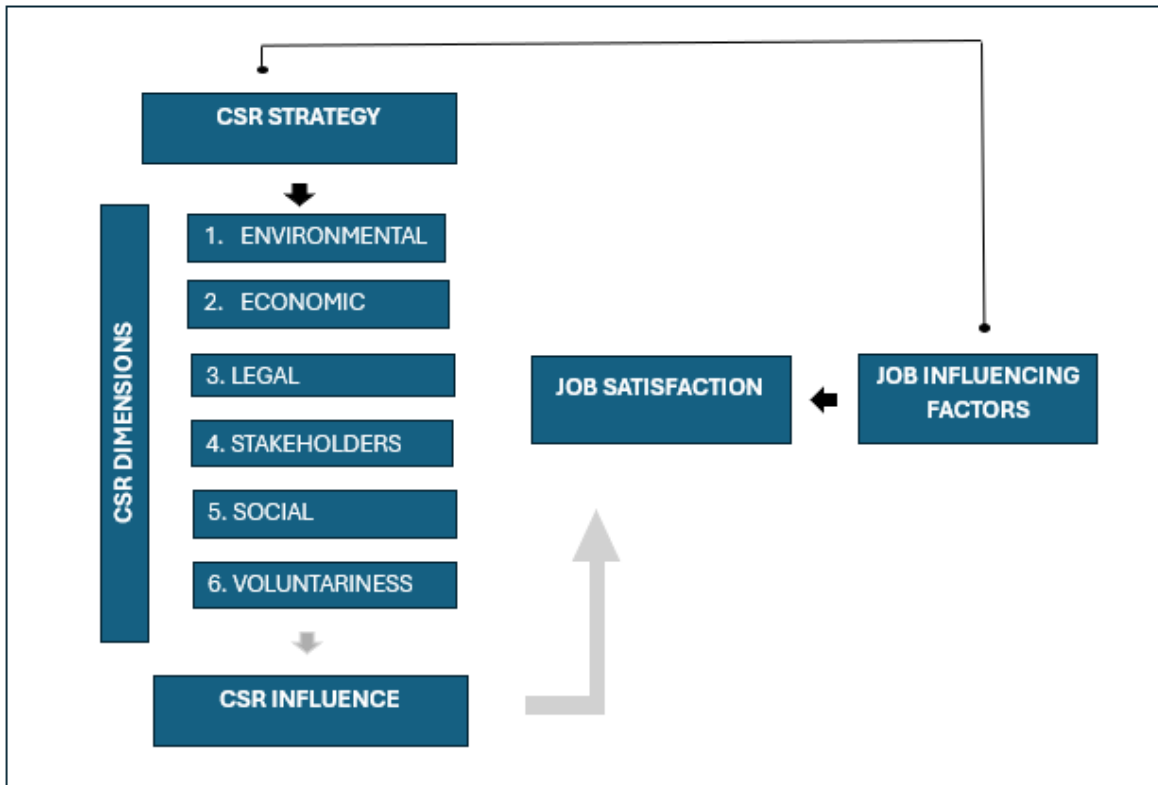 CSR STRATEGY
CSR DIMENSIONS
1. ENVIRONMENTAL
2. ECONOMIC
3. LEGAL
4. STAKEHOLDERS
5. SOCIAL
6. VOLUNTARINESS
CSR INFLUENCE
JOB SATISFACTION
JOB INFLUENCING
FACTORS